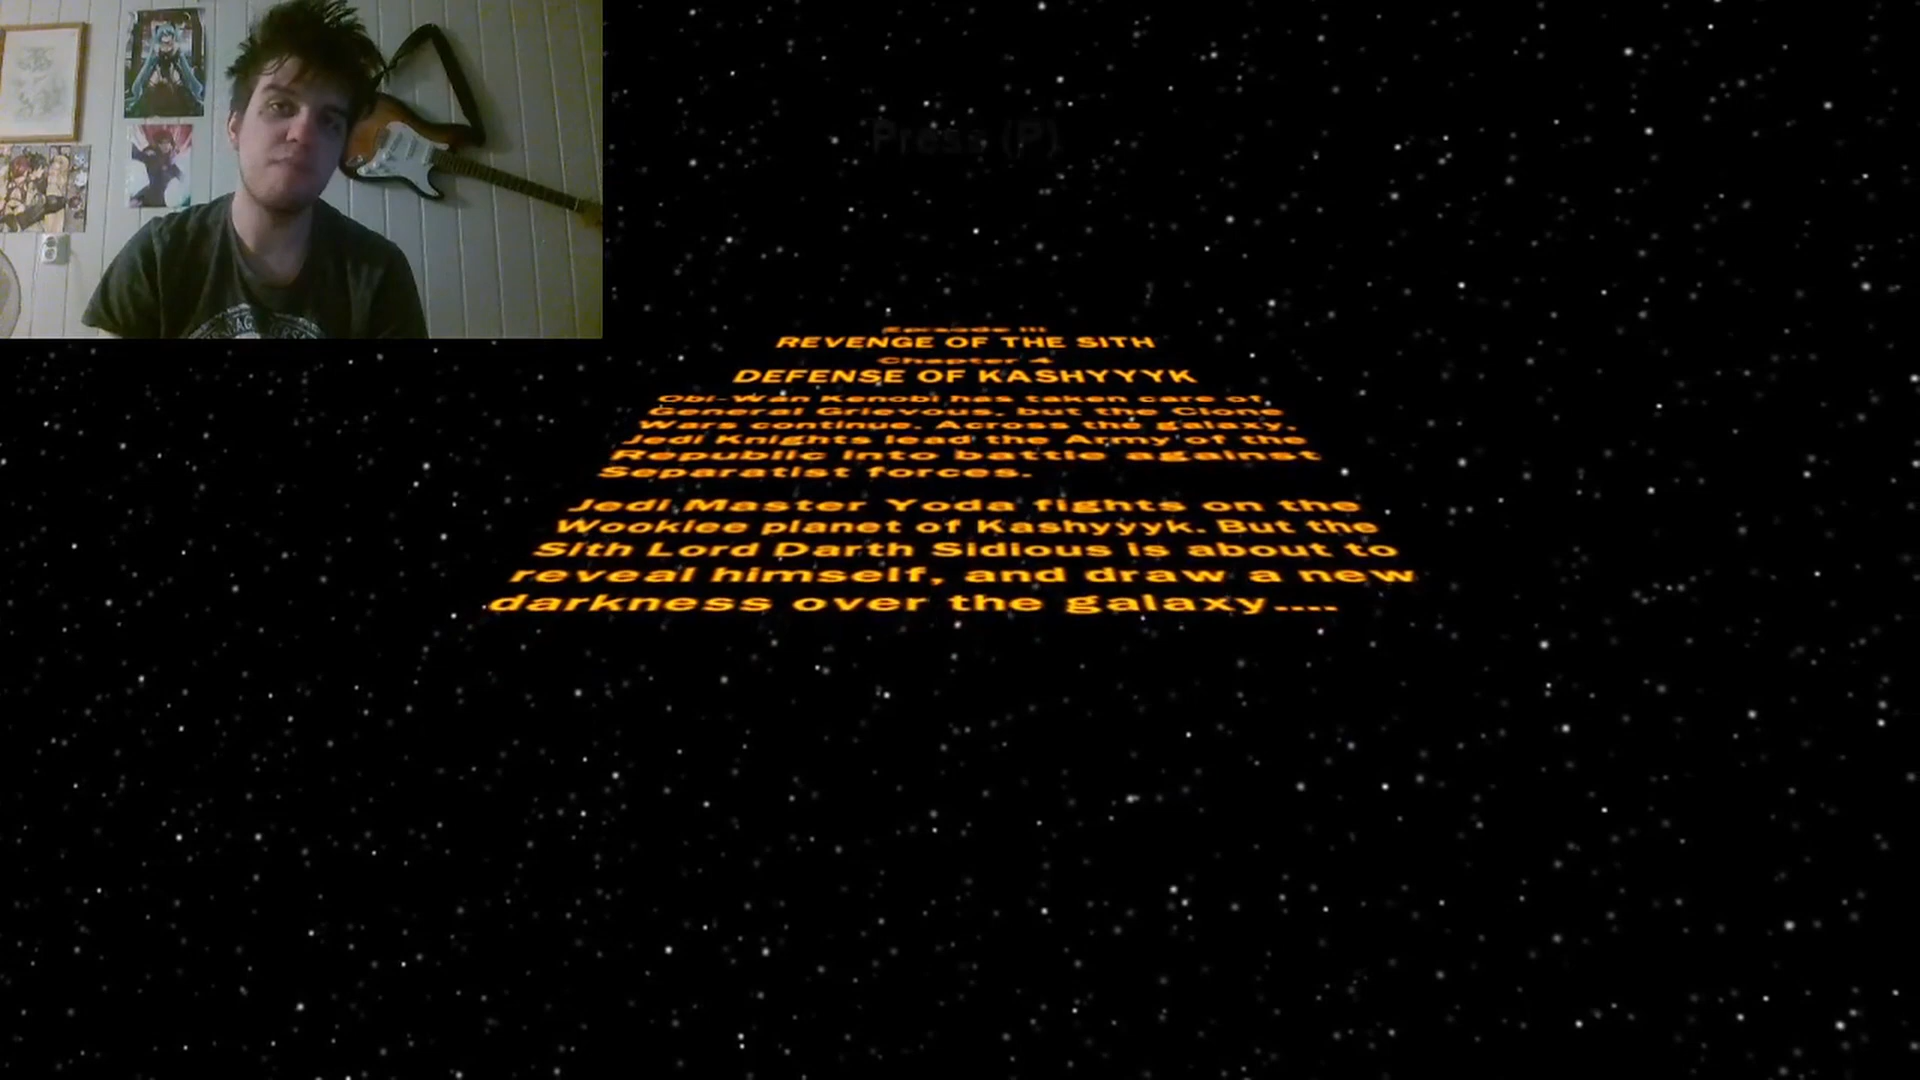 Press (P)
Episode III
REVENGE OF THE SITH
Chapter 4
DEFENSE OF KASHYYYK
Obi-Wan Kenobi has taken care of
General Grievous, but the Clone
Wars continue. Across the galaxy,
Jedi Knights lead the Army of the
Republic into battle against
Separatist forces.
Jedi Master Yoda fights on the
Wookiee planet of Kashyyyk. But the
Sith Lord Darth Sidious is about to
reveal himself, and draw a new
darkness over the galaxy....